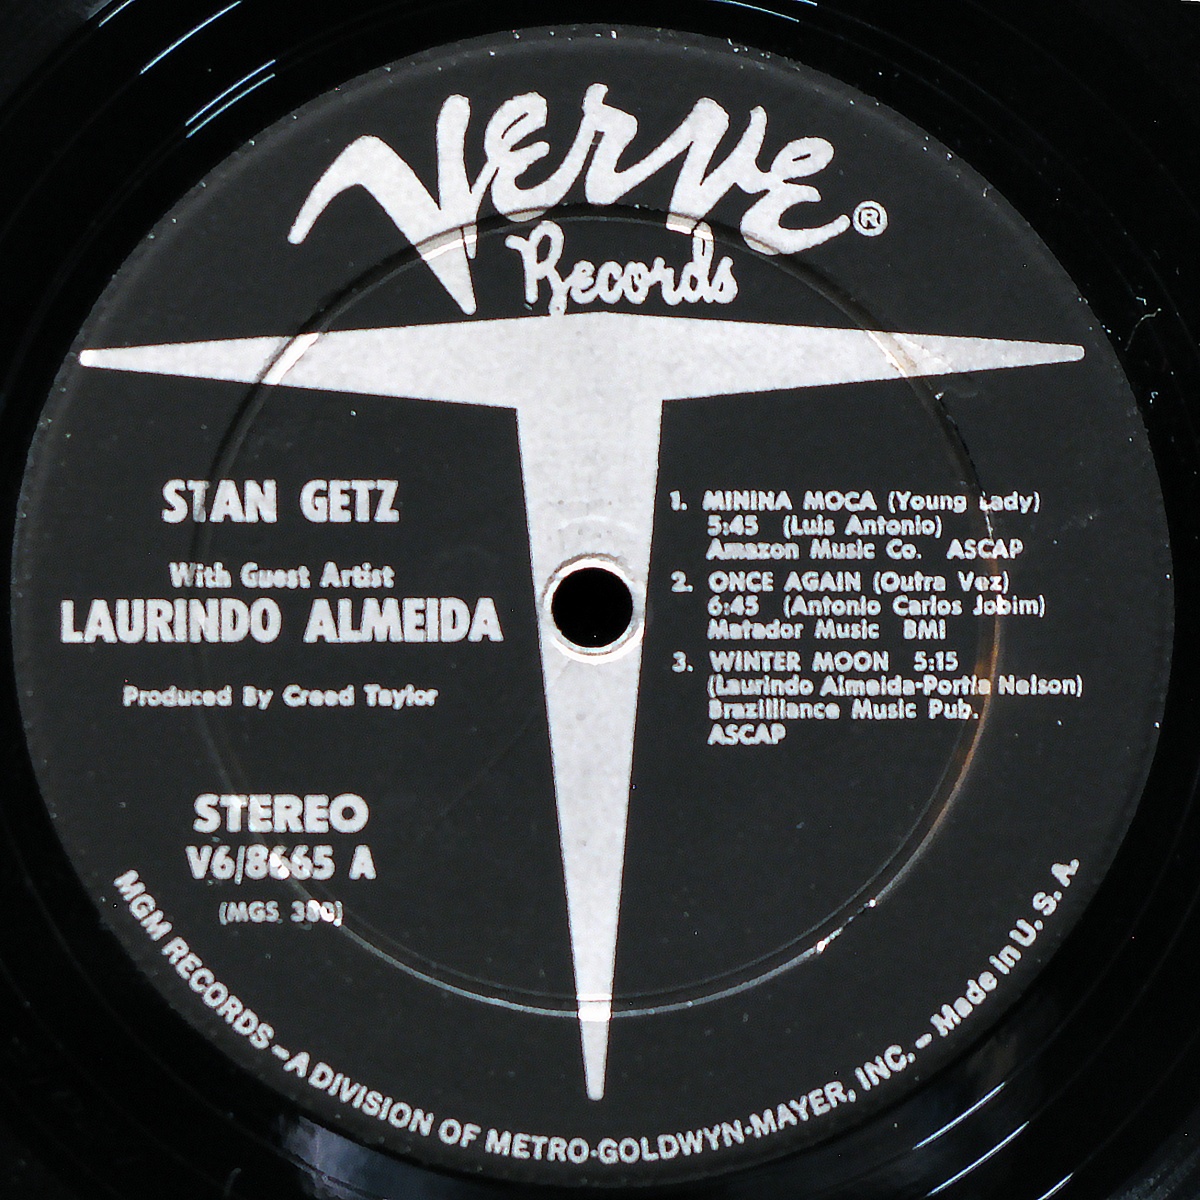 Verve®
Records
STAN GETZ
With Guest Artist
LAURINDO ALMEIDA
Produced By Creed Taylor
STEREO
V6/8665 A
(MGS 380)
1. MININA MOCA (Young Lady)
5:45 (Luis Antonio)
Amazon Music Co. ASCAP
2. ONCE AGAIN (Outra Vez)
6:45 (Antonio Carlos Jobim)
Matador Music BMI
3. WINTER MOON 5:15
(Laurindo Almeida-Portia Nelson)
Brazilliance Music Pub.
ASCAP
MGM RECORDS – A DIVISION OF METRO-GOLDWYN-MAYER, INC. – Made in U. S. A.